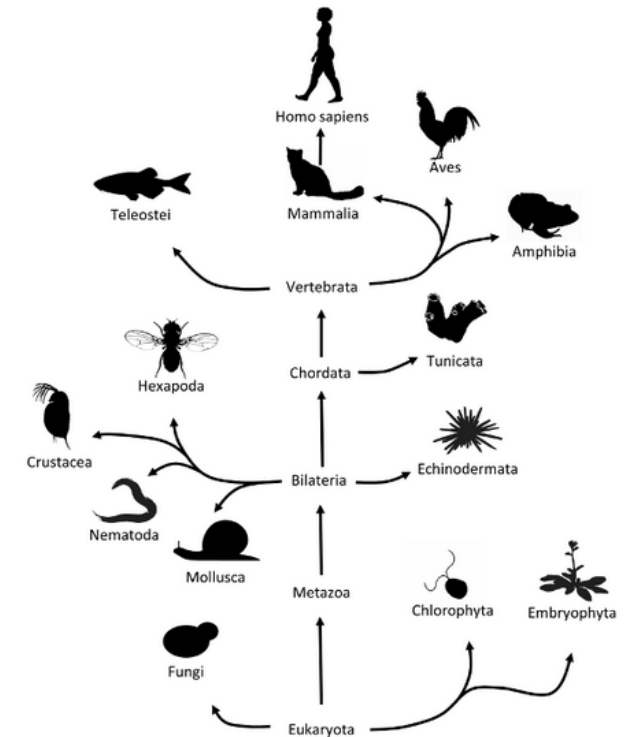 Homo sapiens
Aves
Teleostei
Mammalia
Amphibia
Vertebrata
Hexapoda
Chordata
Tunicata
Crustacea
Bilateria
Echinodermata
Nematoda
Mollusca
Metazoa
Chlorophyta
Embryophyta
Fungi
Eukaryota